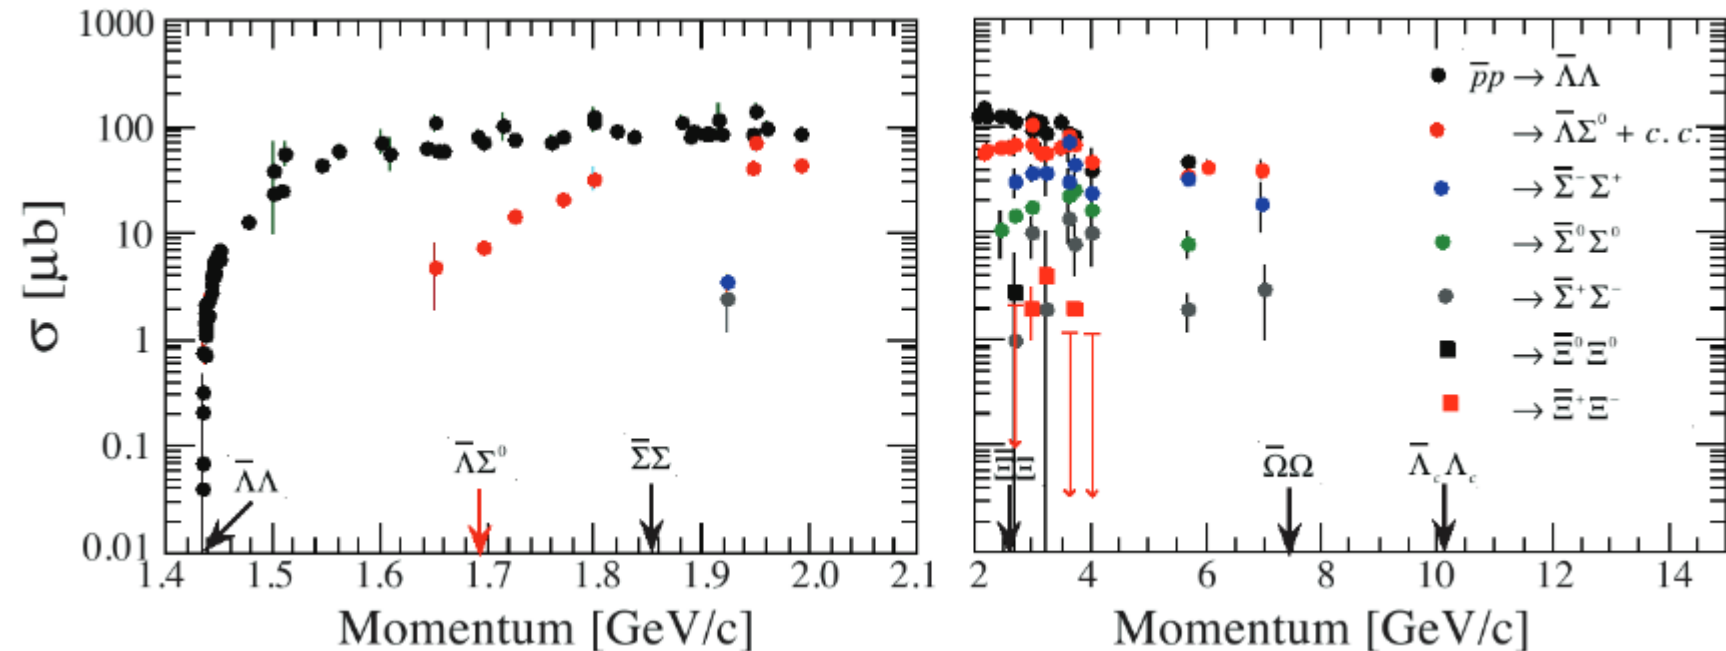 1000
100
10
1
0.1
0.01
σ [μb]
Λ̅Λ
Λ̅Σ⁰
Σ̅Σ
1.4 1.5 1.6 1.7 1.8 1.9 2.0 2.1
Momentum [GeV/c]
p̅p → Λ̅Λ
→ Λ̅Σ⁰ + c. c.
→ Σ̅⁻Σ⁺
→ Σ̅⁰Σ⁰
→ Σ̅⁺Σ⁻
→ Ξ̅⁰Ξ⁰
→ Ξ̅⁺Ξ⁻
Ξ̅Ξ
Ω̅Ω
Λ̅cΛc
2 4 6 8 10 12 14
Momentum [GeV/c]